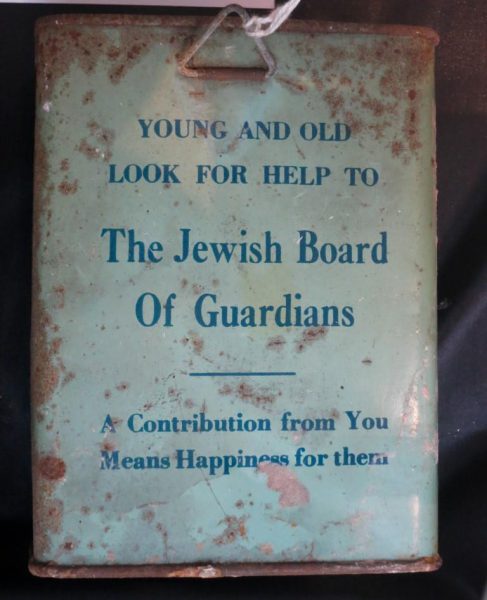 YOUNG AND OLD
LOOK FOR HELP TO
The Jewish Board
Of Guardians
A Contribution from You
Means Happiness for them